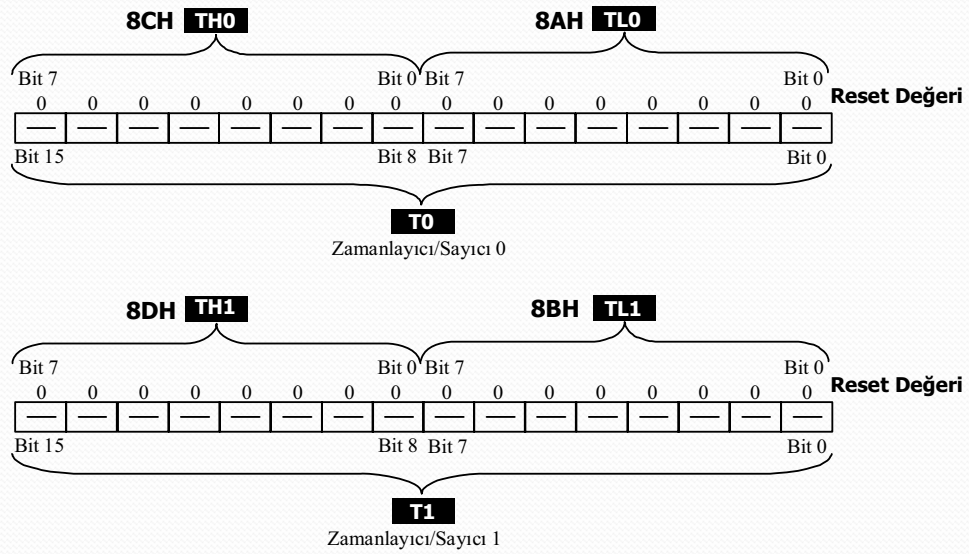 8CH TH0 8AH TL0
Bit 7 Bit 0 Bit 7 Bit 0
0 0 0 0 0 0 0 0 0 0 0 0 0 0 0 0 Reset Değeri
Bit 15 Bit 8 Bit 7 Bit 0
T0
Zamanlayıcı/Sayıcı 0
8DH TH1 8BH TL1
Bit 7 Bit 0 Bit 7 Bit 0
0 0 0 0 0 0 0 0 0 0 0 0 0 0 0 0 Reset Değeri
Bit 15 Bit 8 Bit 7 Bit 0
T1
Zamanlayıcı/Sayıcı 1